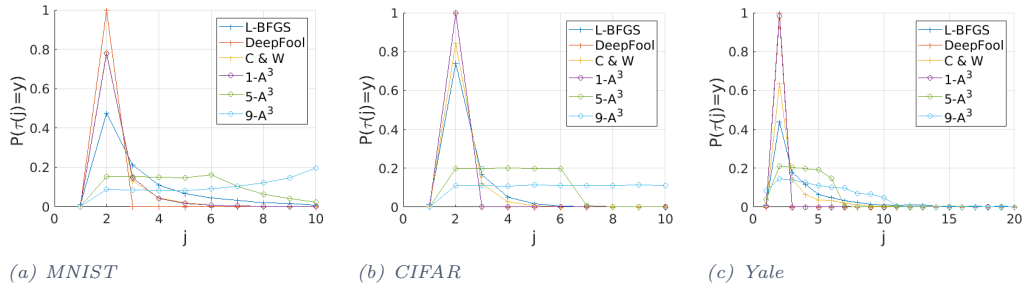 1
0.8
0.6
0.4
0.2
0
P(τ(j)=y)
0 2 4 6 8 10
j
L-BFGS
DeepFool
C & W
1-A³
5-A³
9-A³
(a) MNIST
1
0.8
0.6
0.4
0.2
0
P(τ(j)=y)
0 2 4 6 8 10
j
L-BFGS
DeepFool
C & W
1-A³
5-A³
9-A³
(b) CIFAR
1
0.8
0.6
0.4
0.2
0
P(τ(j)=y)
0 5 10 15 20
j
L-BFGS
DeepFool
C & W
1-A³
5-A³
9-A³
(c) Yale